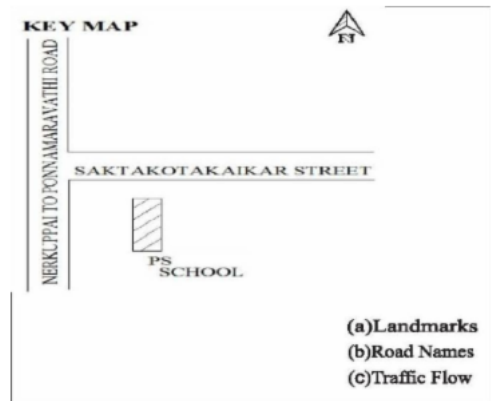 KEY MAP
N
NERKUPPAI TO PONNAMARAVATHI ROAD
SAKTAKOTAKAIKAR STREET
PS
SCHOOL
(a)Landmarks
(b)Road Names
(c)Traffic Flow